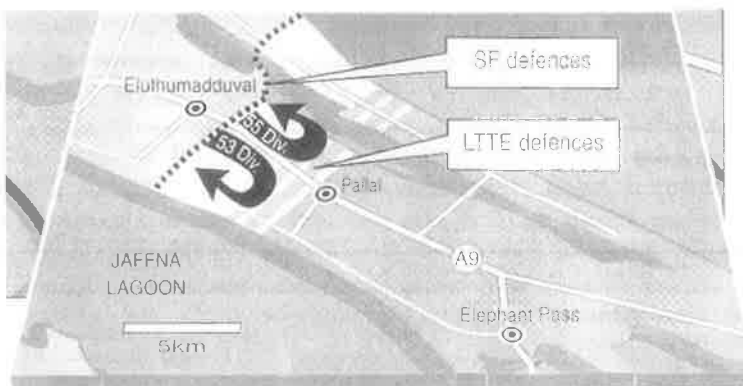 SF defences
Eluthumadduval
LTTE defences
55 Div.
53 Div.
Pallai
A9
JAFFNA
LAGOON
Elephant Pass
5km